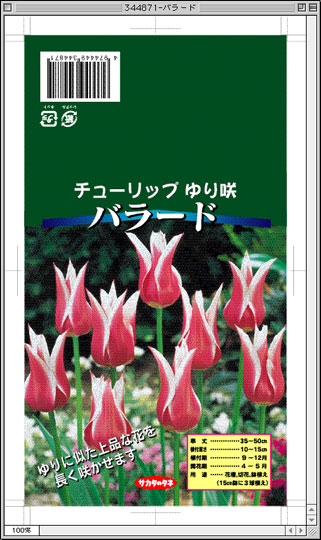 344871-バラード
4974449344871
チューリップ ゆり咲
バラード
ゆりに似た上品な花を
長く咲かせます
サカタのタネ
草丈…………35〜50㎝
植付深さ…………10〜15㎝
植付期…………9〜12月
開花期…………4〜5月
用途……花壇、切花、鉢植え
(15㎝鉢に3球植え)
100%